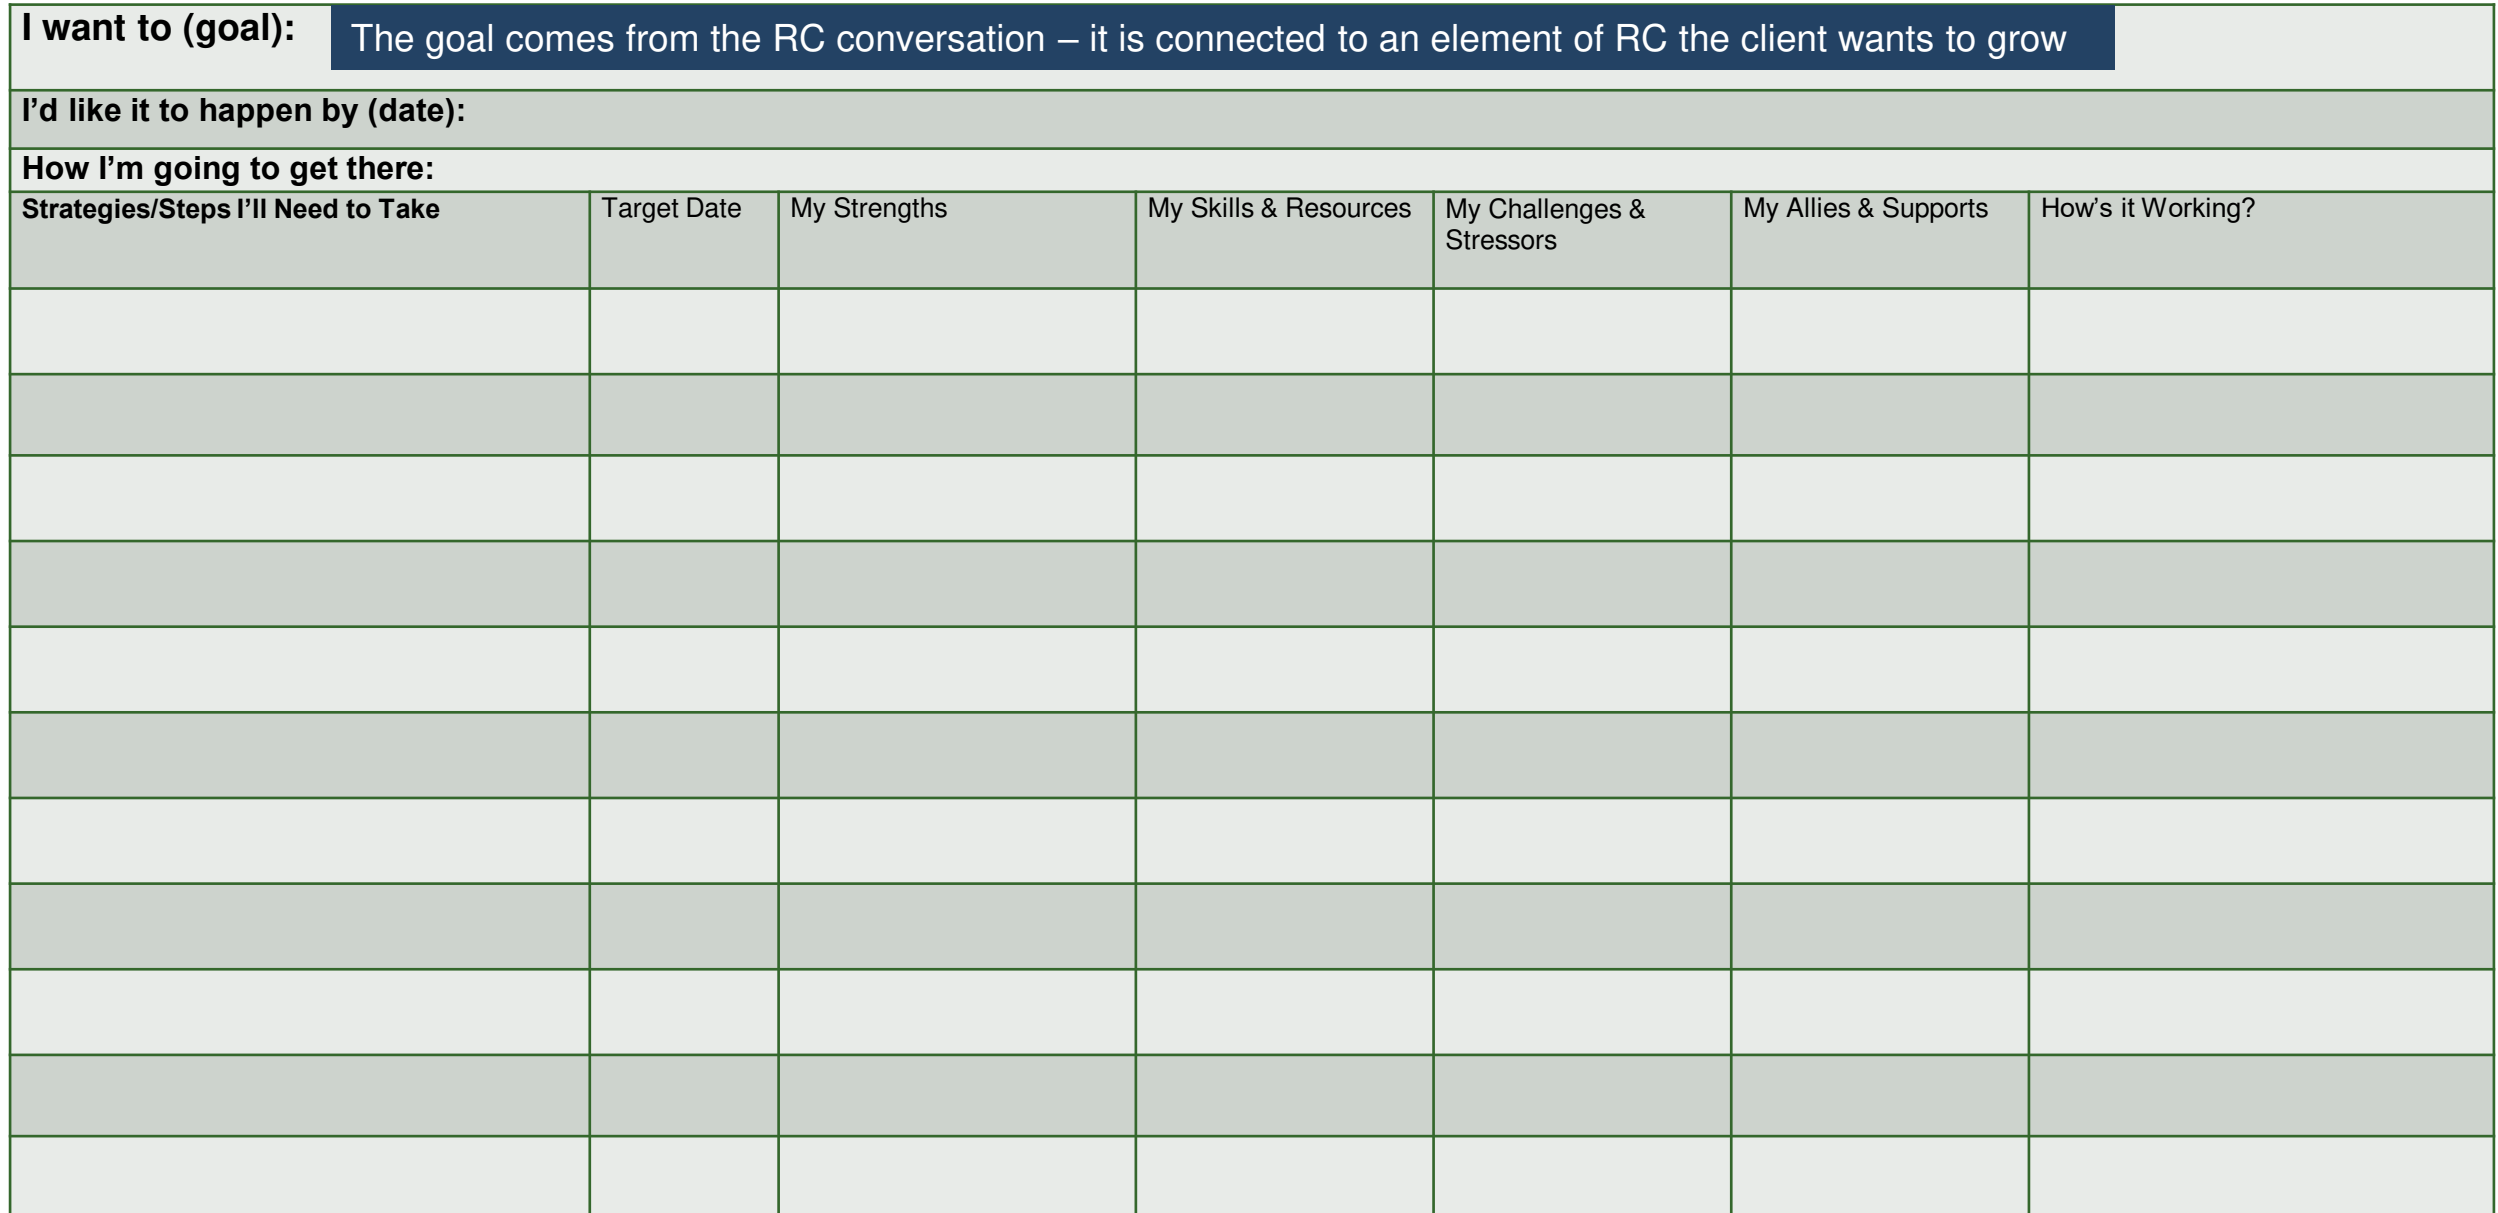 I want to (goal):
The goal comes from the RC conversation – it is connected to an element of RC the client wants to grow
I’d like it to happen by (date):
How I’m going to get there:
Strategies/Steps I’ll Need to Take
Target Date
My Strengths
My Skills & Resources
My Challenges &
Stressors
My Allies & Supports
How’s it Working?